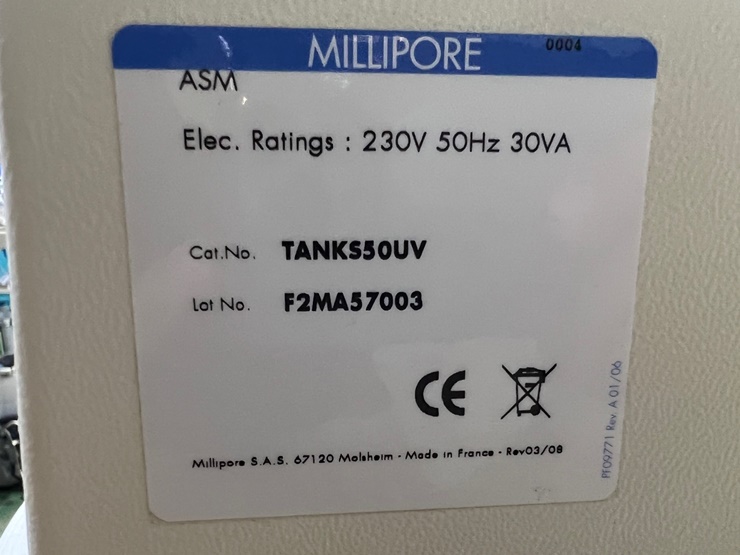 MILLIPORE 0004
ASM
Elec. Ratings : 230V 50Hz 30VA
Cat.No. TANKS50UV
Lot No. F2MA57003
CE
Millipore S.A.S. 67120 Molsheim - Made in France - Rev03/08
PF09771 Rev. A 01/06